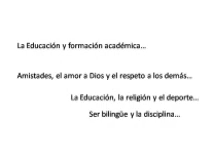 La Educación y formación académica…
Amistades, el amor a Dios y el respeto a los demás…
La Educación, la religión y el deporte…
Ser bilingüe y la disciplina…